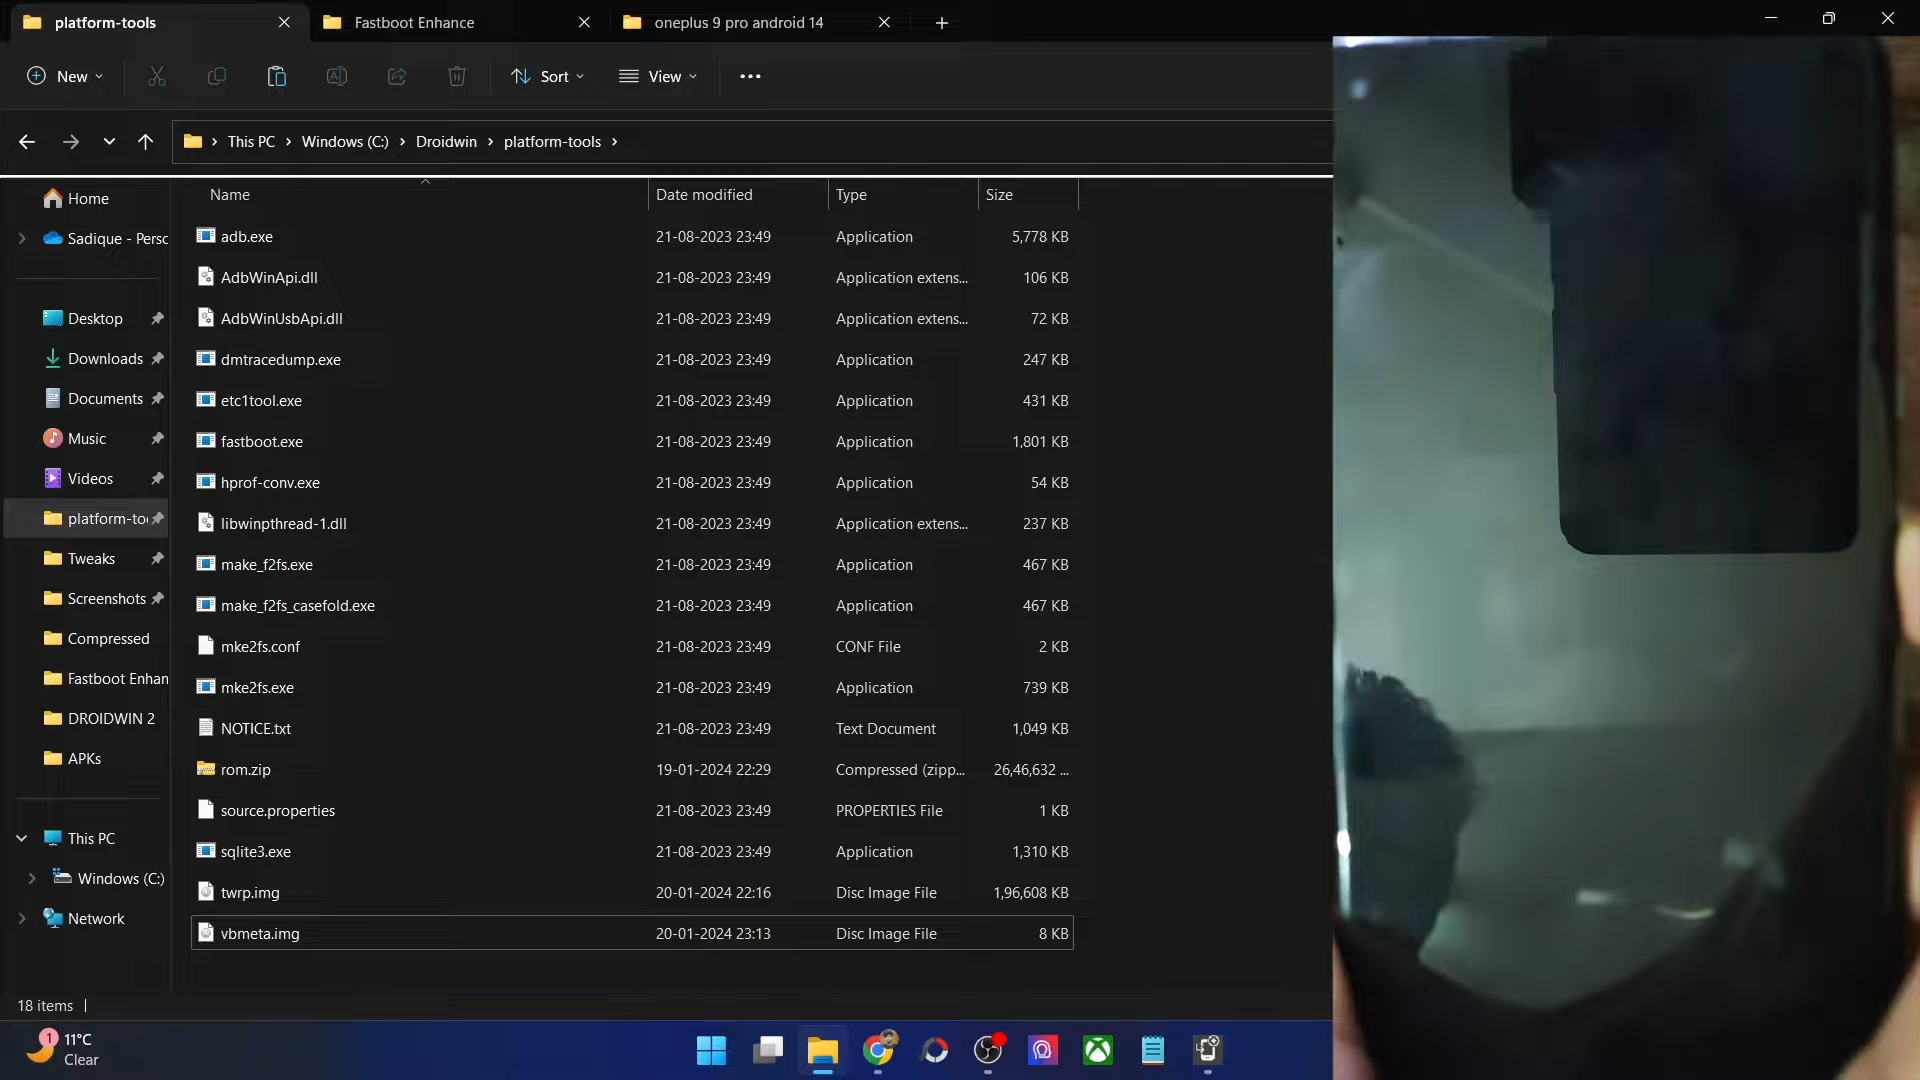 platform-tools
Fastboot Enhance
oneplus 9 pro android 14
New
Sort
View
This PC
Windows (C:)
Droidwin
platform-tools
Name
Date modified
Type
Size
Home
Sadique - Persc
Desktop
Downloads
Documents
Music
Videos
platform-too
Tweaks
Screenshots
Compressed
Fastboot Enhan
DROIDWIN 2
APKs
This PC
Windows (C:)
Network
adb.exe 21-08-2023 23:49 Application 5,778 KB
AdbWinApi.dll 21-08-2023 23:49 Application extens... 106 KB
AdbWinUsbApi.dll 21-08-2023 23:49 Application extens... 72 KB
dmtracedump.exe 21-08-2023 23:49 Application 247 KB
etc1tool.exe 21-08-2023 23:49 Application 431 KB
fastboot.exe 21-08-2023 23:49 Application 1,801 KB
hprof-conv.exe 21-08-2023 23:49 Application 54 KB
libwinpthread-1.dll 21-08-2023 23:49 Application extens... 237 KB
make_f2fs.exe 21-08-2023 23:49 Application 467 KB
make_f2fs_casefold.exe 21-08-2023 23:49 Application 467 KB
mke2fs.conf 21-08-2023 23:49 CONF File 2 KB
mke2fs.exe 21-08-2023 23:49 Application 739 KB
NOTICE.txt 21-08-2023 23:49 Text Document 1,049 KB
rom.zip 19-01-2024 22:29 Compressed (zipp... 26,46,632 ...
source.properties 21-08-2023 23:49 PROPERTIES File 1 KB
sqlite3.exe 21-08-2023 23:49 Application 1,310 KB
twrp.img 20-01-2024 22:16 Disc Image File 1,96,608 KB
vbmeta.img 20-01-2024 23:13 Disc Image File 8 KB
18 items
1
11°C
Clear